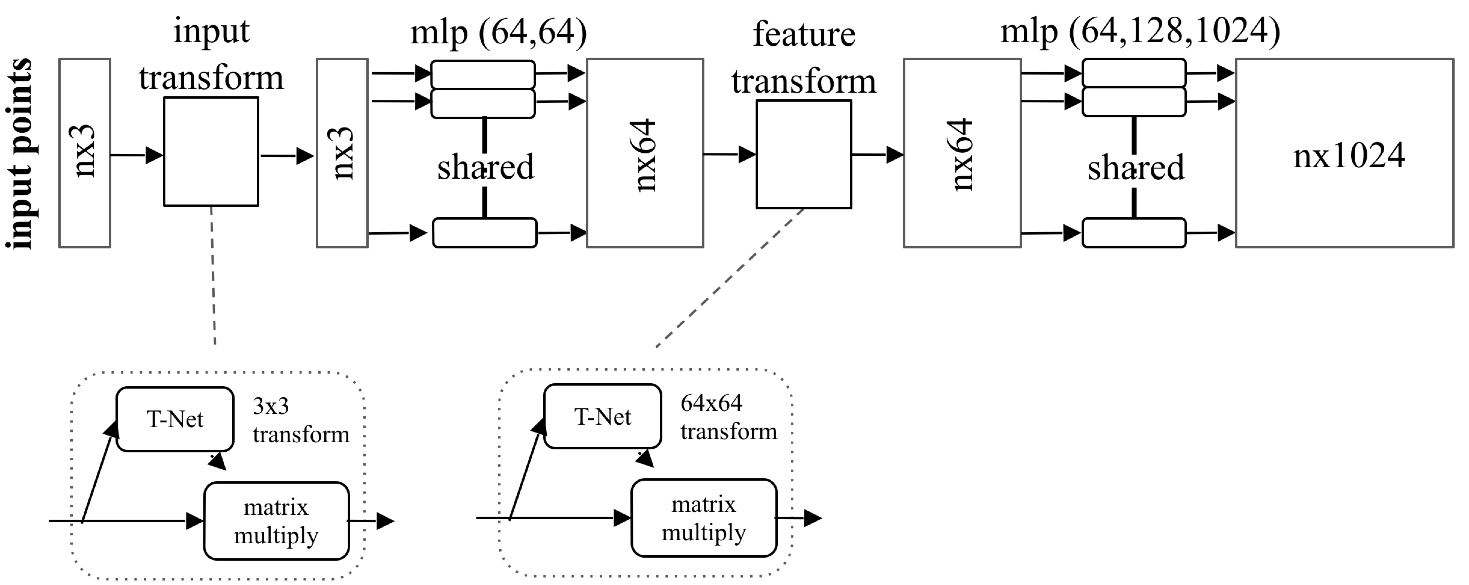 input points
nx3
input
transform
nx3
mlp (64,64)
shared
nx64
feature
transform
nx64
mlp (64,128,1024)
shared
nx1024
T-Net
3x3
transform
matrix
multiply
T-Net
64x64
transform
matrix
multiply